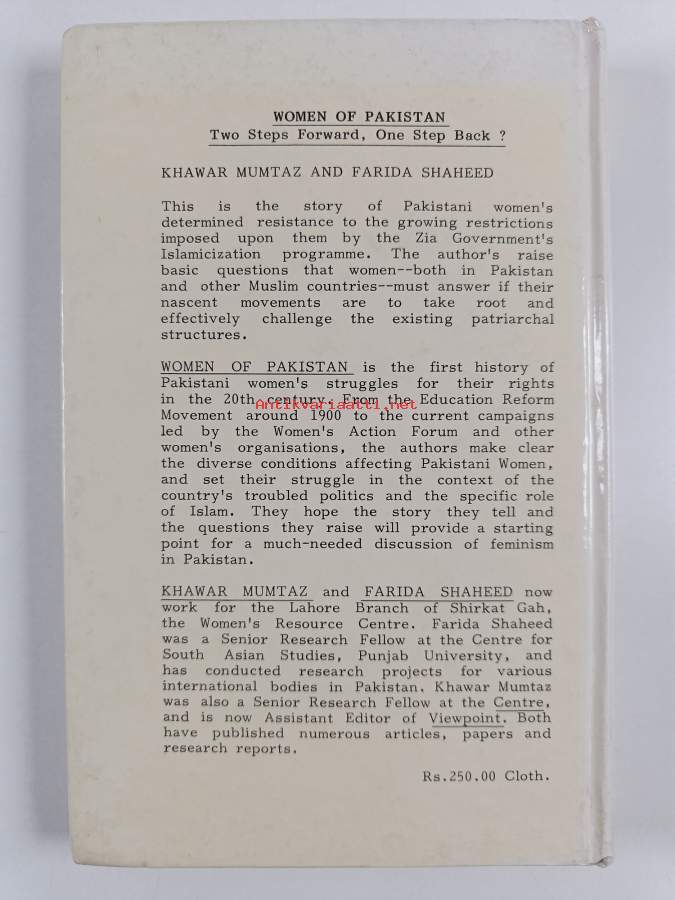 WOMEN OF PAKISTAN
Two Steps Forward, One Step Back ?
KHAWAR MUMTAZ AND FARIDA SHAHEED
This is the story of Pakistani women's
determined resistance to the growing restrictions
imposed upon them by the Zia Government's
Islamicization programme. The author's raise
basic questions that women--both in Pakistan
and other Muslim countries--must answer if their
nascent movements are to take root and
effectively challenge the existing patriarchal
structures.
WOMEN OF PAKISTAN is the first history of
Pakistani women's struggles for their rights
in the 20th century. From the Education Reform
Antikvariaatti.net
Movement around 1900 to the current campaigns
led by the Women's Action Forum and other
women's organisations, the authors make clear
the diverse conditions affecting Pakistani Women,
and set their struggle in the context of the
country's troubled politics and the specific role
of Islam. They hope the story they tell and
the questions they raise will provide a starting
point for a much-needed discussion of feminism
in Pakistan.
KHAWAR MUMTAZ and FARIDA SHAHEED now
work for the Lahore Branch of Shirkat Gah,
the Women's Resource Centre. Farida Shaheed
was a Senior Research Fellow at the Centre for
South Asian Studies, Punjab University, and
has conducted research projects for various
international bodies in Pakistan. Khawar Mumtaz
was also a Senior Research Fellow at the Centre,
and is now Assistant Editor of Viewpoint. Both
have published numerous articles, papers and
research reports.
Rs.250.00 Cloth.